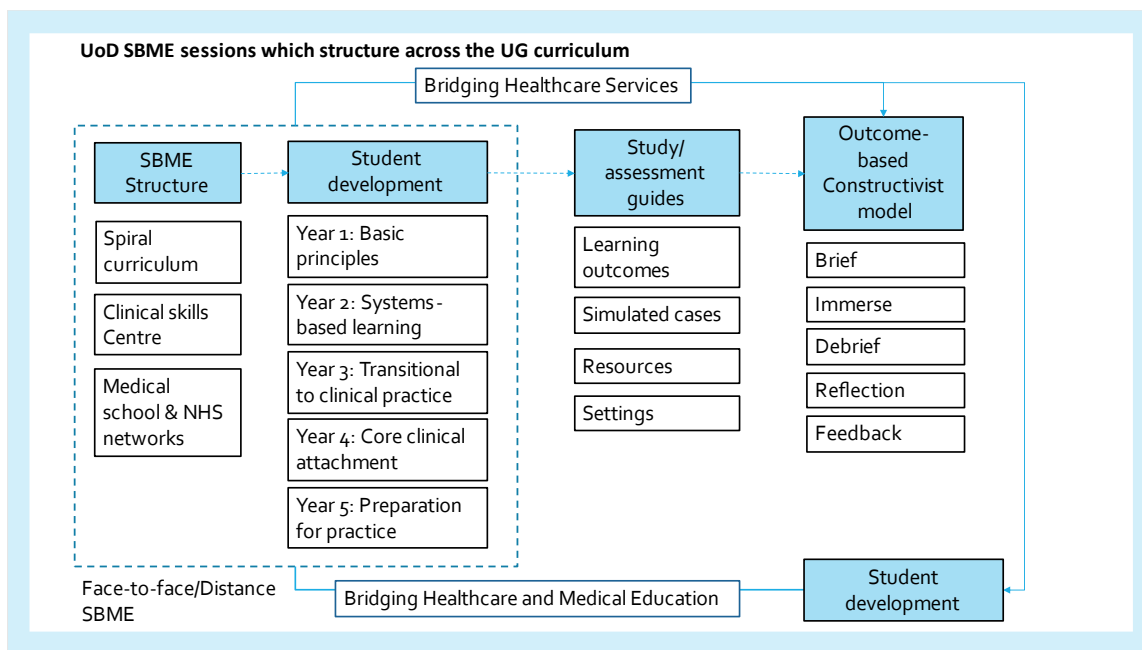 UoD SBME sessions which structure across the UG curriculum
Bridging Healthcare Services
SBME
Structure
Spiral
curriculum
Clinical skills
Centre
Medical
school & NHS
networks
Student
development
Year 1: Basic
principles
Year 2: Systems-
based learning
Year 3: Transitional
to clinical practice
Year 4: Core clinical
attachment
Year 5: Preparation
for practice
Study/
assessment
guides
Learning
outcomes
Simulated cases
Resources
Settings
Outcome-
based
Constructivist
model
Brief
Immerse
Debrief
Reflection
Feedback
Face-to-face/Distance
SBME
Bridging Healthcare and Medical Education
Student
development